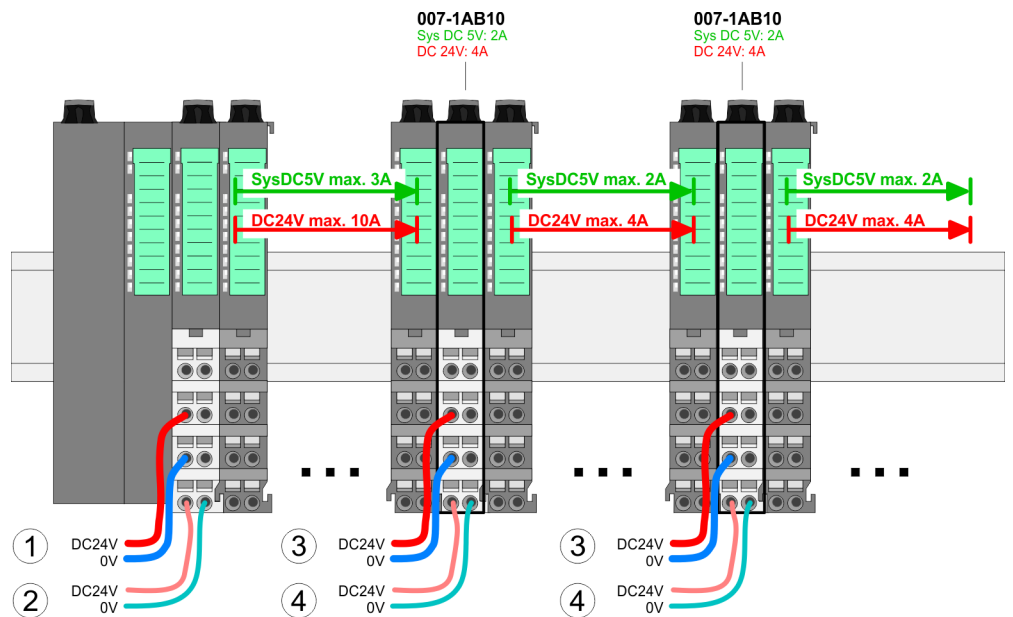 007-1AB10
Sys DC 5V: 2A
DC 24V: 4A
007-1AB10
Sys DC 5V: 2A
DC 24V: 4A
SysDC5V max. 3A
SysDC5V max. 2A
SysDC5V max. 2A
DC24V max. 10A
DC24V max. 4A
DC24V max. 4A
1
DC24V
0V
3
DC24V
0V
3
DC24V
0V
2
DC24V
0V
4
DC24V
0V
4
DC24V
0V